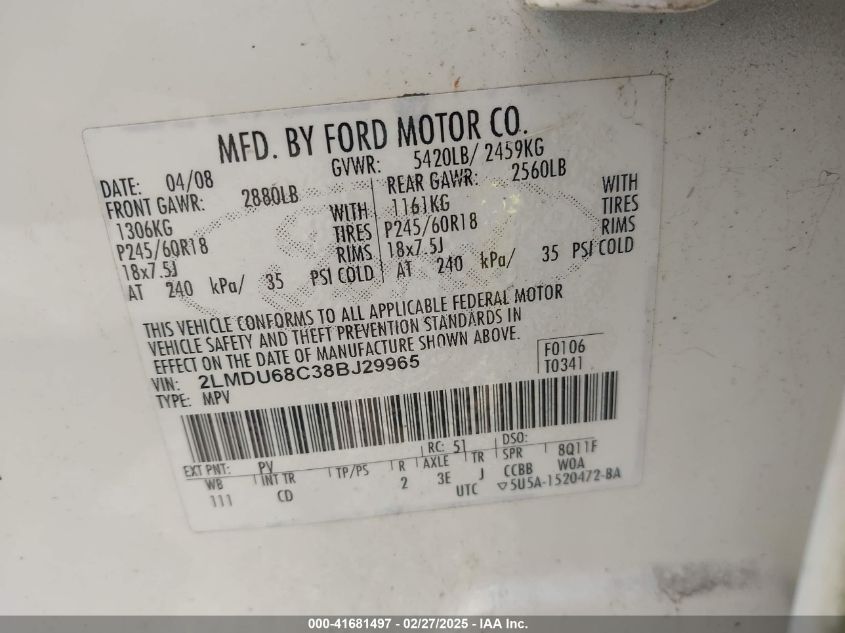 MFD. BY FORD MOTOR CO.
DATE: 04/08 GVWR: 5420LB/ 2459KG
FRONT GAWR: 2880LB REAR GAWR: 2560LB
1306KG WITH 1161KG WITH
P245/60R18 TIRES P245/60R18 TIRES
18x7.5J RIMS 18x7.5J RIMS
AT 240 kPa/ 35 PSI COLD AT 240 kPa/ 35 PSI COLD
THIS VEHICLE CONFORMS TO ALL APPLICABLE FEDERAL MOTOR
VEHICLE SAFETY AND THEFT PREVENTION STANDARDS IN
EFFECT ON THE DATE OF MANUFACTURE SHOWN ABOVE.
VIN: 2LMDU68C38BJ29965 F0106
TYPE: MPV T0341
EXT PNT: PV RC: 51 DSO:
WB INT TR TP/PS R AXLE TR SPR 8Q11F
111 CD 2 3E J CCBB WOA
UTC ▽5U5A-1520472-BA
000-41681497 - 02/27/2025 - IAA Inc.